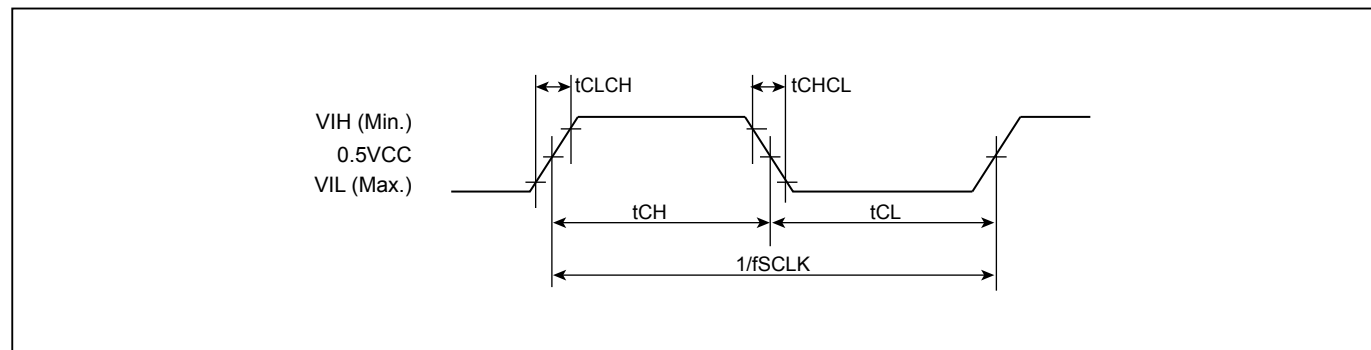 tCLCH
tCHCL
VIH (Min.)
0.5VCC
VIL (Max.)
tCH
tCL
1/fSCLK